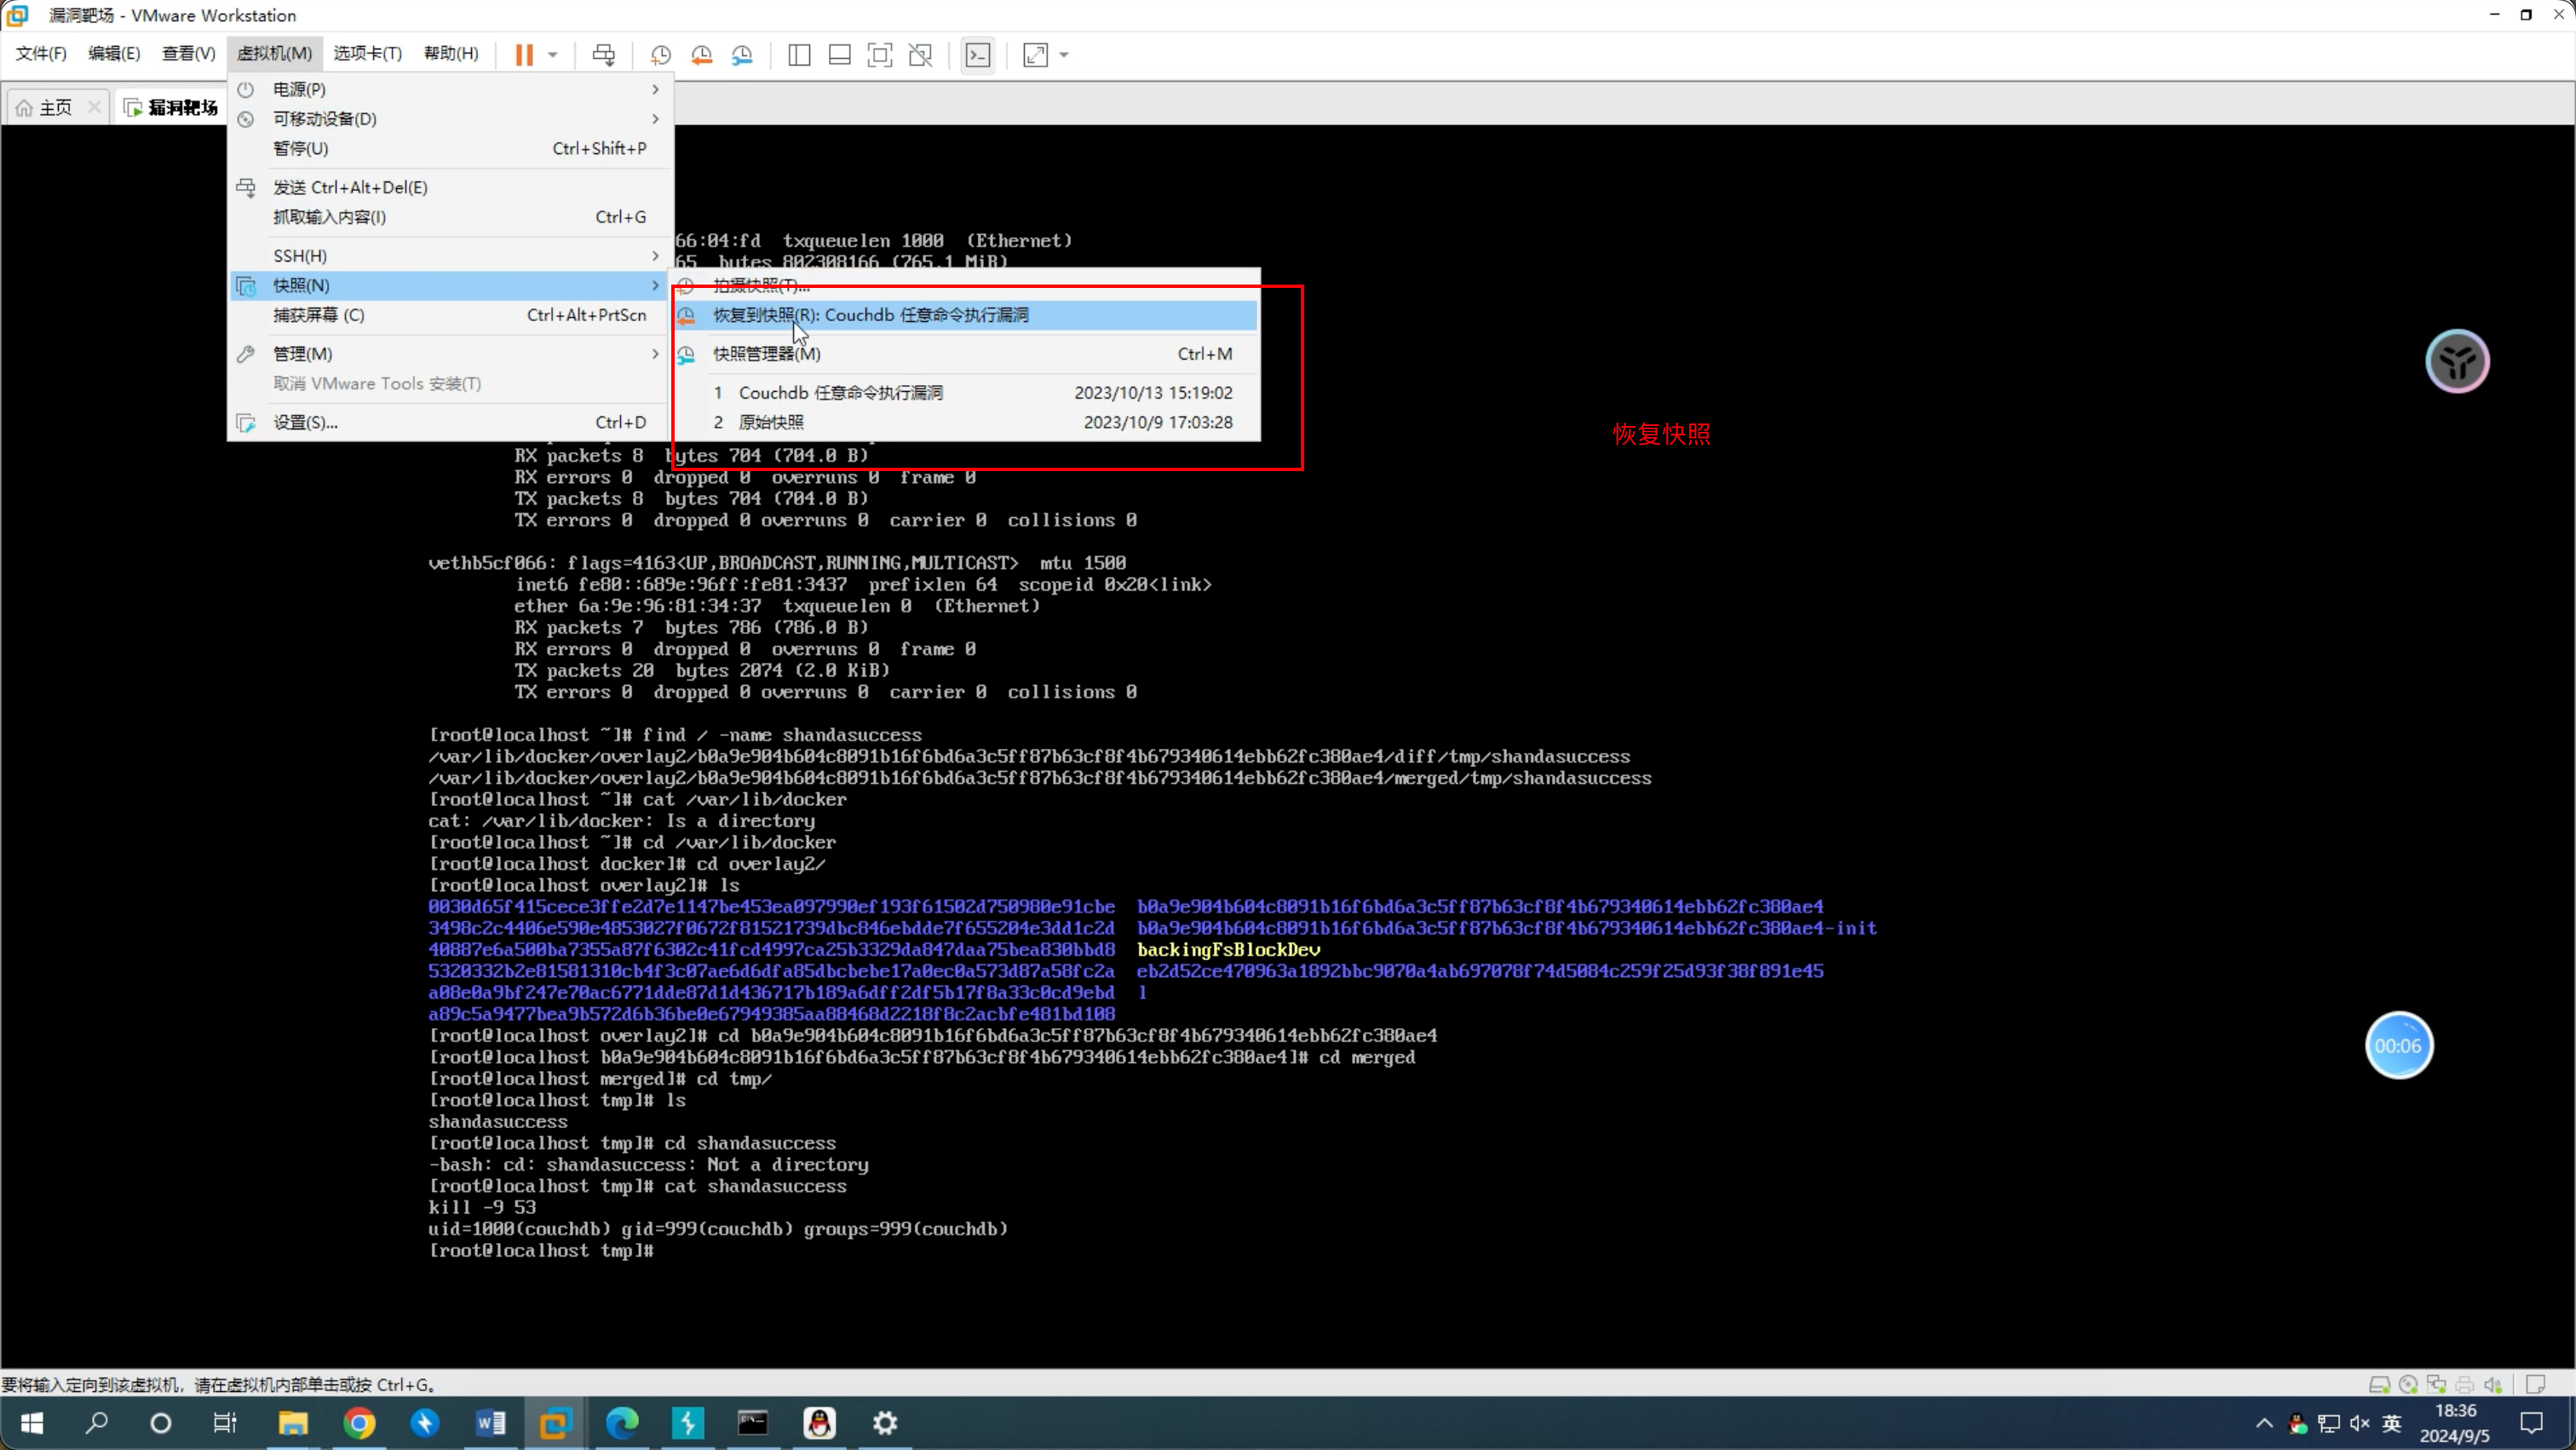 漏洞靶场 - VMware Workstation
文件(F) 编辑(E) 查看(V) 虚拟机(M) 选项卡(T) 帮助(H)
主页 漏洞靶场
电源(P)
可移动设备(D)
暂停(U) Ctrl+Shift+P
发送 Ctrl+Alt+Del(E)
抓取输入内容(I) Ctrl+G
SSH(H)
快照(N)
捕获屏幕 (C) Ctrl+Alt+PrtScn
管理(M)
取消 VMware Tools 安装(T)
设置(S)... Ctrl+D
拍摄快照(T)...
恢复到快照(R): Couchdb 任意命令执行漏洞
快照管理器(M) Ctrl+M
1 Couchdb 任意命令执行漏洞 2023/10/13 15:19:02
2 原始快照 2023/10/9 17:03:28
恢复快照
66:04:fd txqueuelen 1000 (Ethernet)
65 bytes 802308166 (765.1 MiB)
RX packets 8 bytes 704 (704.0 B)
RX errors 0 dropped 0 overruns 0 frame 0
TX packets 8 bytes 704 (704.0 B)
TX errors 0 dropped 0 overruns 0 carrier 0 collisions 0
vethb5cf066: flags=4163<UP,BROADCAST,RUNNING,MULTICAST> mtu 1500
inet6 fe80::689e:96ff:fe81:3437 prefixlen 64 scopeid 0x20<link>
ether 6a:9e:96:81:34:37 txqueuelen 0 (Ethernet)
RX packets 7 bytes 786 (786.0 B)
RX errors 0 dropped 0 overruns 0 frame 0
TX packets 20 bytes 2074 (2.0 KiB)
TX errors 0 dropped 0 overruns 0 carrier 0 collisions 0
[root@localhost ~]# find / -name shandasuccess
/var/lib/docker/overlay2/b0a9e904b604c8091b16f6bd6a3c5ff87b63cf8f4b679340614ebb62fc380ae4/diff/tmp/shandasuccess
/var/lib/docker/overlay2/b0a9e904b604c8091b16f6bd6a3c5ff87b63cf8f4b679340614ebb62fc380ae4/merged/tmp/shandasuccess
[root@localhost ~]# cat /var/lib/docker
cat: /var/lib/docker: Is a directory
[root@localhost ~]# cd /var/lib/docker
[root@localhost docker]# cd overlay2/
[root@localhost overlay2]# ls
0030d65f415cece3ffe2d7e1147be453ea097990ef193f61502d750980e91cbe b0a9e904b604c8091b16f6bd6a3c5ff87b63cf8f4b679340614ebb62fc380ae4
3498c2c4406e590e4853027f0672f81521739dbc846ebdde7f655204e3dd1c2d b0a9e904b604c8091b16f6bd6a3c5ff87b63cf8f4b679340614ebb62fc380ae4-init
40887e6a500ba7355a87f6302c41fcd4997ca25b3329da847daa75bea830bbd8 backingFsBlockDev
5320332b2e81581310cb4f3c07ae6d6dfa85dbcbebe17a0ec0a573d87a58fc2a eb2d52ce470963a1892bbc9070a4ab697078f74d5084c259f25d93f38f891e45
a08e0a9bf247e70ac6771dde87d1d436717b189a6dff2df5b17f8a33c0cd9ebd l
a89c5a9477bea9b572d6b36be0e67949385aa88468d2218f8c2acbfe481bd108
[root@localhost overlay2]# cd b0a9e904b604c8091b16f6bd6a3c5ff87b63cf8f4b679340614ebb62fc380ae4
[root@localhost b0a9e904b604c8091b16f6bd6a3c5ff87b63cf8f4b679340614ebb62fc380ae4]# cd merged
[root@localhost merged]# cd tmp/
[root@localhost tmp]# ls
shandasuccess
[root@localhost tmp]# cd shandasuccess
-bash: cd: shandasuccess: Not a directory
[root@localhost tmp]# cat shandasuccess
kill -9 53
uid=1000(couchdb) gid=999(couchdb) groups=999(couchdb)
[root@localhost tmp]#
00:06
要将输入定向到该虚拟机，请在虚拟机内部单击或按 Ctrl+G。
英
18:36
2024/9/5